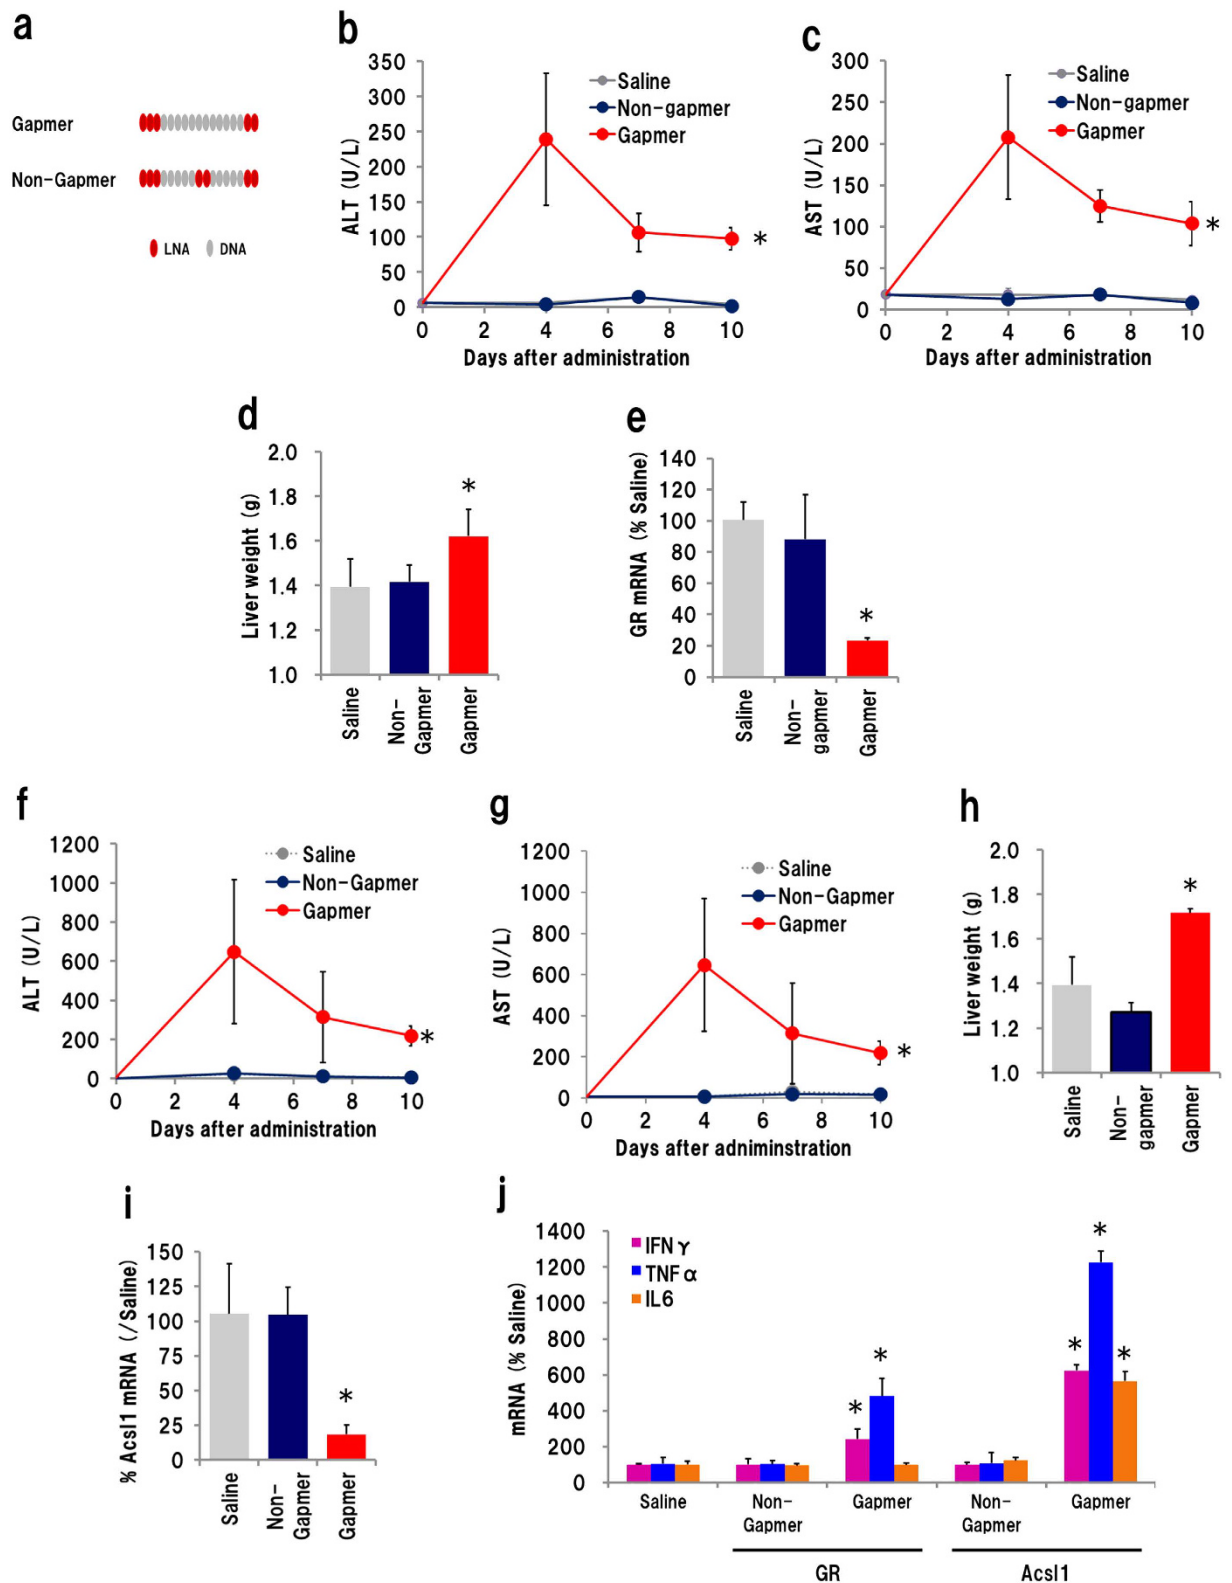 a
Gapmer
Non-Gapmer
LNA
DNA
b
350
300
250
200
150
100
50
0
ALT (U/L)
Saline
Non-gapmer
Gapmer
*
0 2 4 6 8 10
Days after administration
c
300
250
200
150
100
50
0
AST (U/L)
Saline
Non-gapmer
Gapmer
*
0 2 4 6 8 10
Days after administration
d
2.0
1.8
1.6
1.4
1.2
1.0
Liver weight (g)
*
Saline
Non-
Gapmer
Gapmer
e
140
120
100
80
60
40
20
0
GR mRNA (% Saline)
*
Saline
Non-
gapmer
Gapmer
f
1200
1000
800
600
400
200
0
ALT (U/L)
Saline
Non-Gapmer
Gapmer
*
0 2 4 6 8 10
Days after administration
g
1200
1000
800
600
400
200
0
AST (U/L)
Saline
Non-Gapmer
Gapmer
*
0 2 4 6 8 10
Days after adniministration
h
2.0
1.8
1.6
1.4
1.2
1.0
Liver weight (g)
*
Saline
Non-
gapmer
Gapmer
i
150
125
100
75
50
25
0
% Acsl1 mRNA (/Saline)
*
Saline
Non-
Gapmer
Gapmer
j
1400
1200
1000
800
600
400
200
0
mRNA (% Saline)
IFN γ
TNF α
IL6
* *
* * *
Saline
Non-
Gapmer
Gapmer
Non-
Gapmer
Gapmer
GR
Acsl1